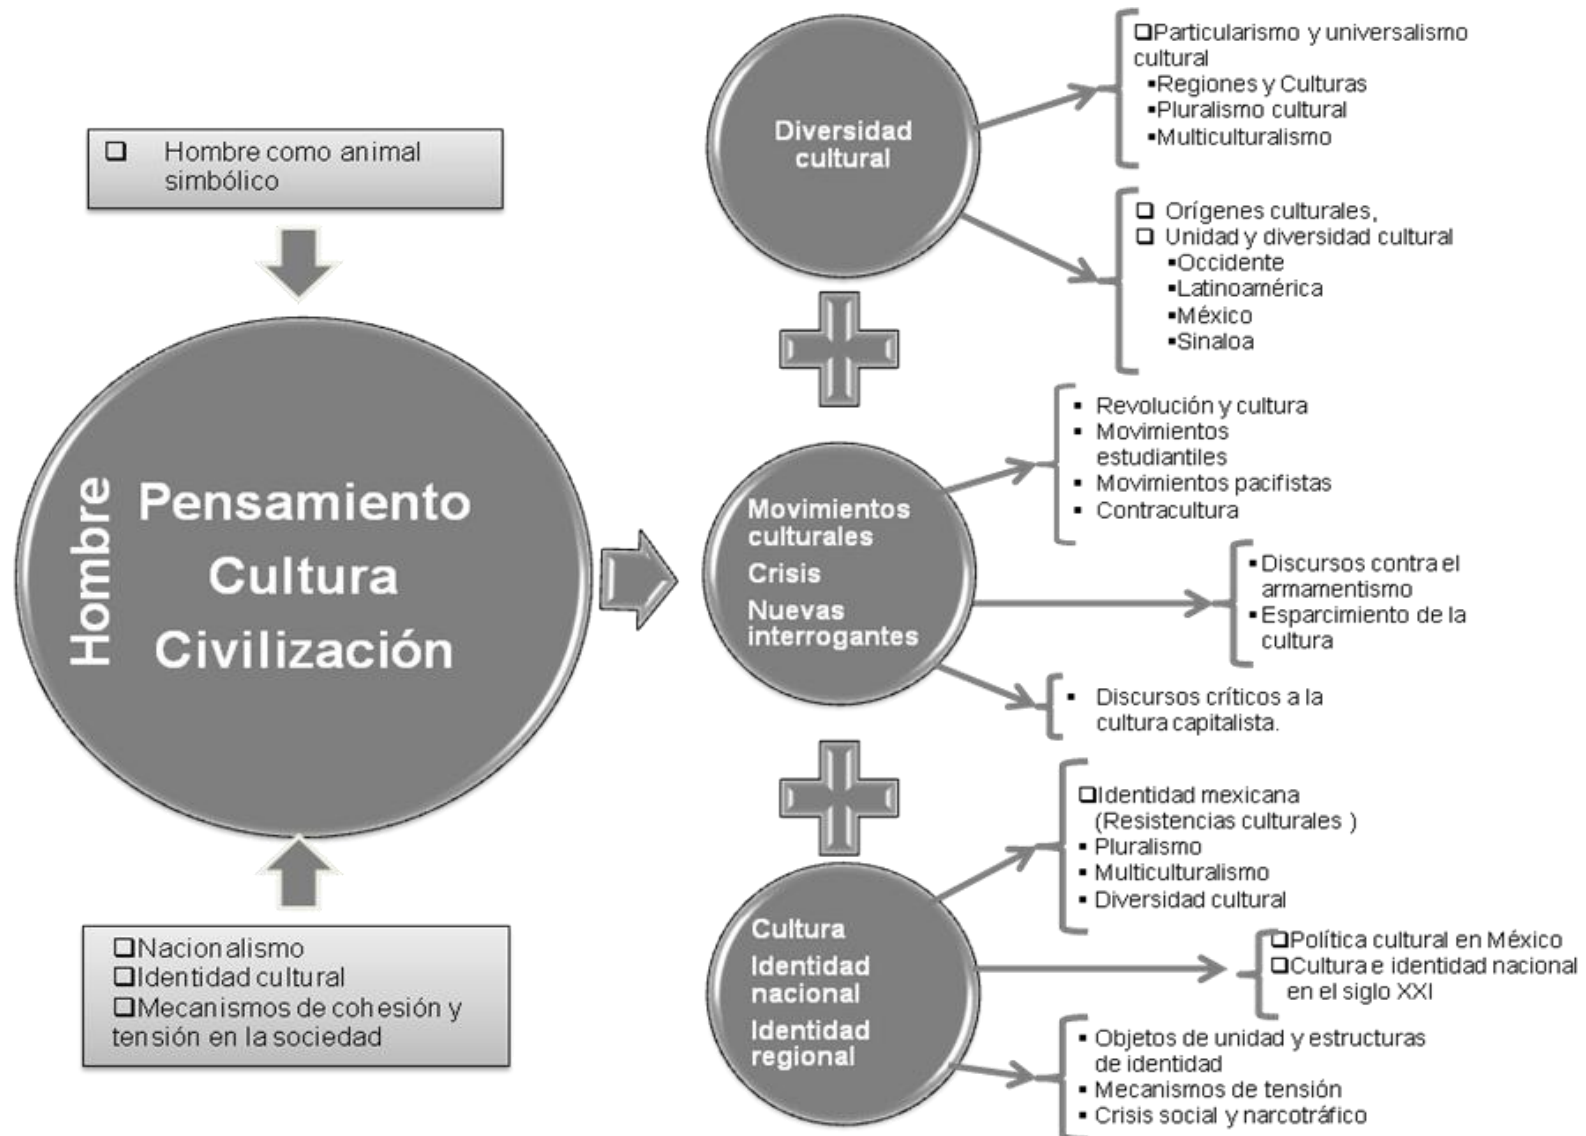 ❑ Hombre como animal
simbólico
Hombre
Pensamiento
Cultura
Civilización
❑Nacionalismo
❑Identidad cultural
❑Mecanismos de cohesión y
tensión en la sociedad
Diversidad
cultural
❑Particularismo y universalismo
cultural
▪Regiones y Culturas
▪Pluralismo cultural
▪Multiculturalismo
❑ Orígenes culturales,
❑ Unidad y diversidad cultural
▪Occidente
▪Latinoamérica
▪México
▪Sinaloa
Movimientos
culturales
Crisis
Nuevas
interrogantes
▪ Revolución y cultura
▪ Movimientos
estudiantiles
▪ Movimientos pacifistas
▪ Contracultura
▪Discursos contra el
armamentismo
▪Esparcimiento de la
cultura
▪ Discursos críticos a la
cultura capitalista.
Cultura
Identidad
nacional
Identidad
regional
❑Identidad mexicana
(Resistencias culturales )
▪ Pluralismo
▪ Multiculturalismo
▪ Diversidad cultural
❑Política cultural en México
❑Cultura e identidad nacional
en el siglo XXI
▪ Objetos de unidad y estructuras
de identidad
▪ Mecanismos de tensión
▪ Crisis social y narcotráfico